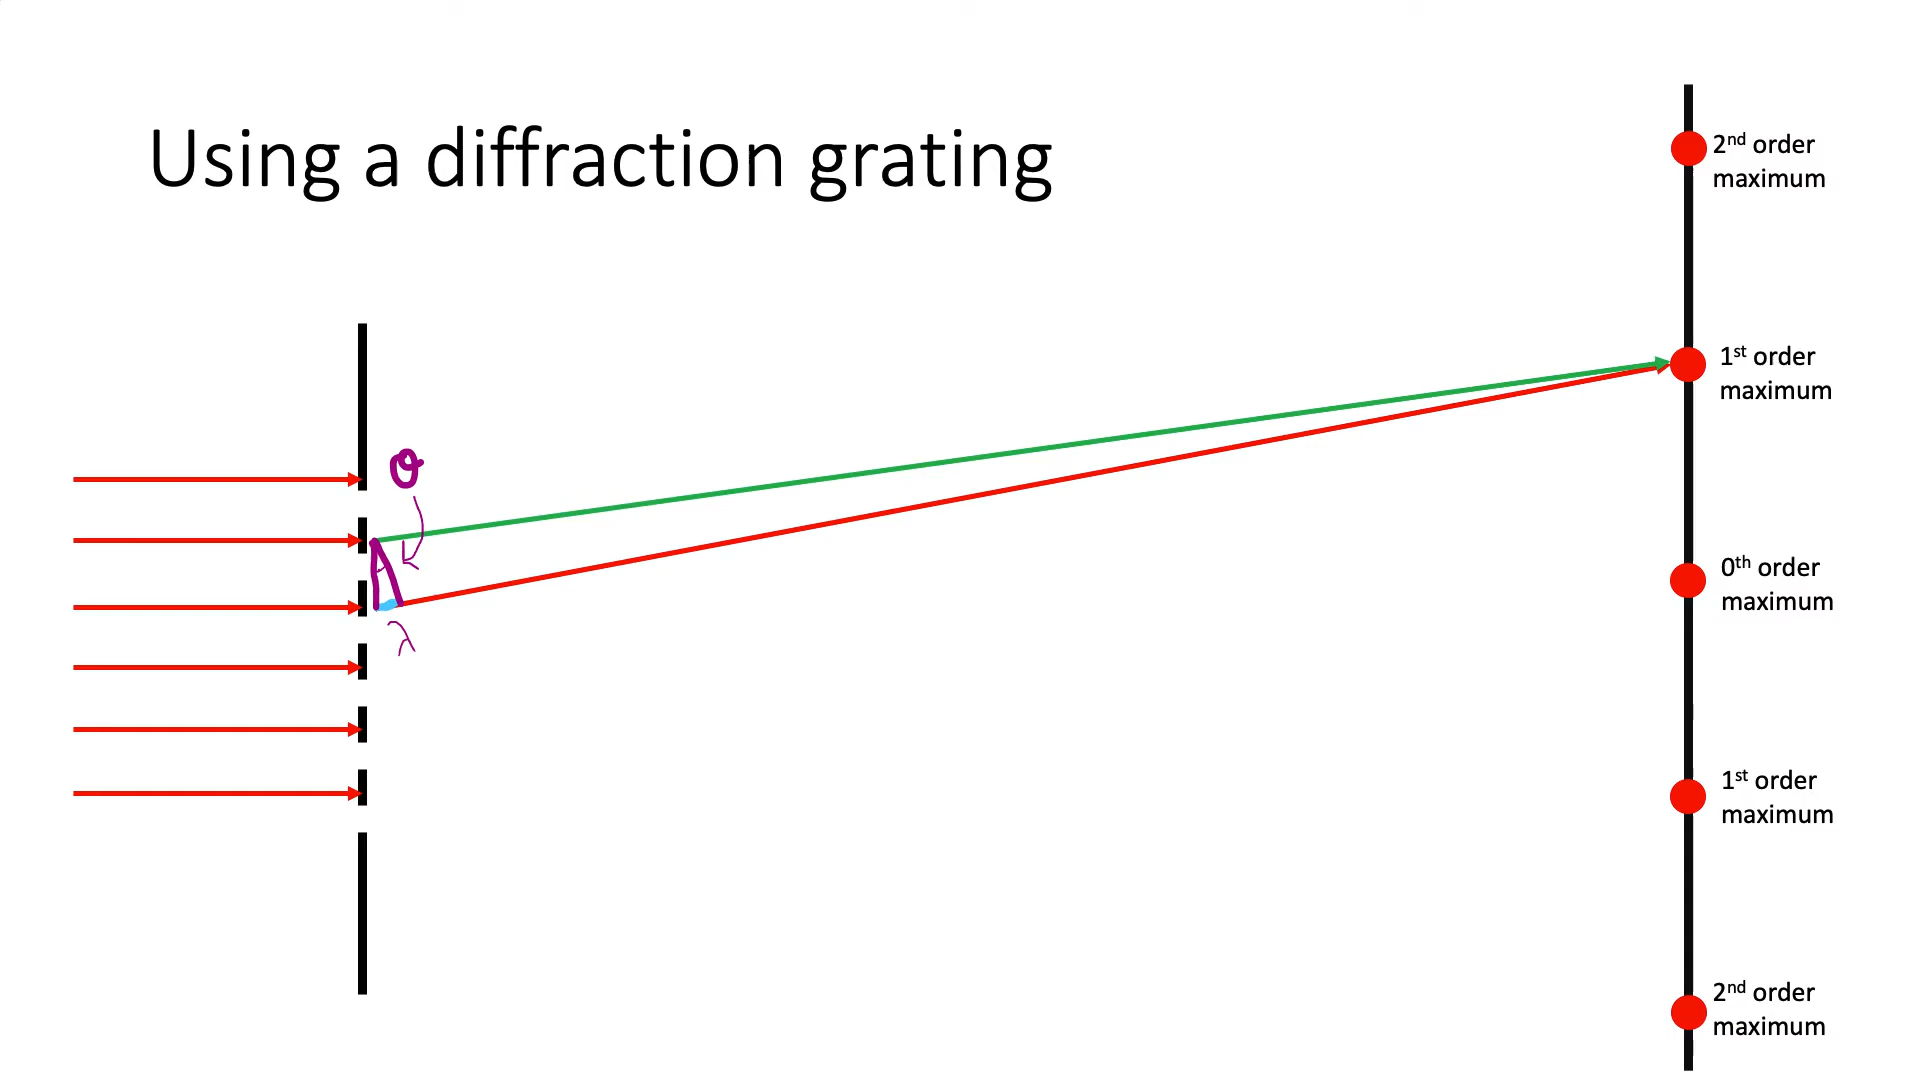 Using a diffraction grating
2nd order
maximum
1st order
maximum
θ
0th order
maximum
λ
1st order
maximum
2nd order
maximum